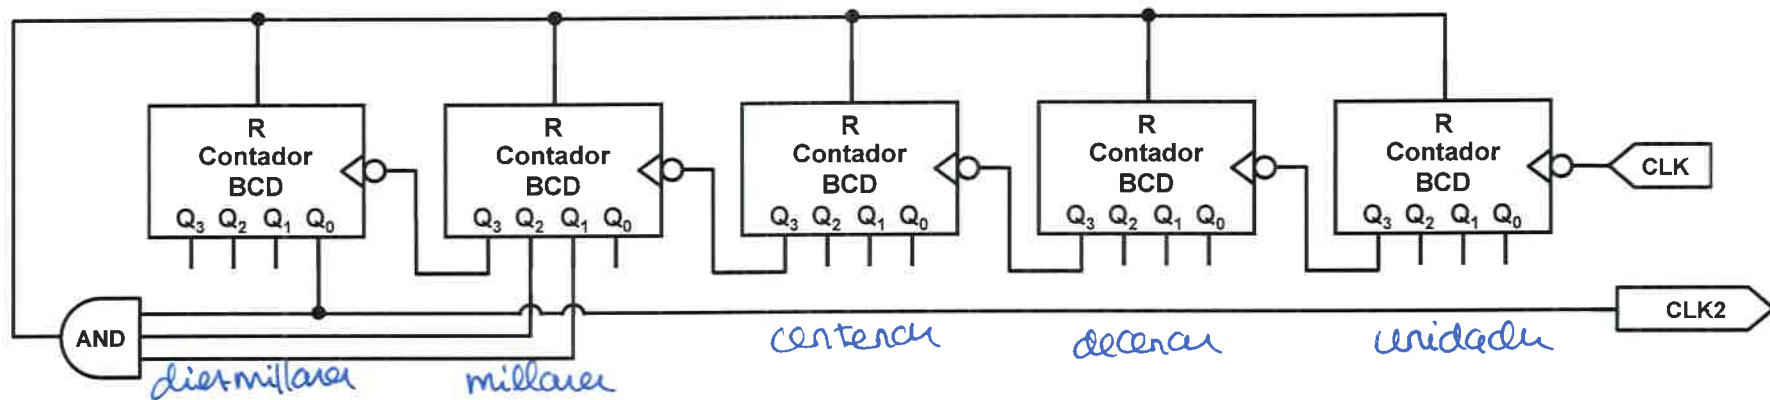 R
Contador
BCD
Q3 Q2 Q1 Q0
R
Contador
BCD
Q3 Q2 Q1 Q0
R
Contador
BCD
Q3 Q2 Q1 Q0
R
Contador
BCD
Q3 Q2 Q1 Q0
R
Contador
BCD
Q3 Q2 Q1 Q0
CLK
AND
CLK2
diezmillares
millares
centenas
decenas
unidades